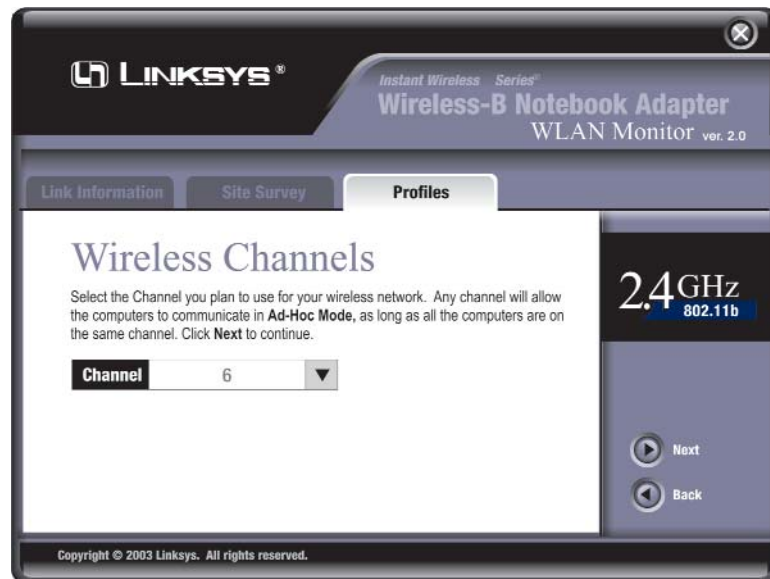 LINKSYS®
Instant Wireless Series®
Wireless-B Notebook Adapter
WLAN Monitor ver. 2.0
Link Information
Site Survey
Profiles
Wireless Channels
Select the Channel you plan to use for your wireless network. Any channel will allow
the computers to communicate in Ad-Hoc Mode, as long as all the computers are on
the same channel. Click Next to continue.
Channel 6
2.4GHz
802.11b
Next
Back
Copyright © 2003 Linksys. All rights reserved.